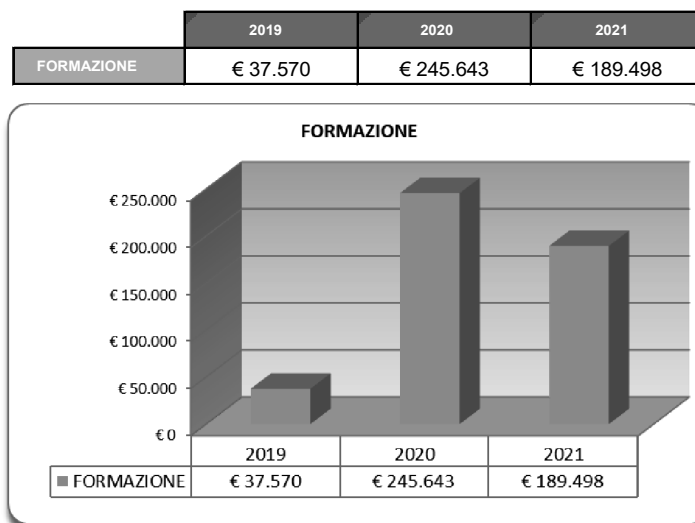 2019 2020 2021
FORMAZIONE € 37.570 € 245.643 € 189.498
FORMAZIONE
€ 250.000
€ 200.000
€ 150.000
€ 100.000
€ 50.000
€ 0
2019 2020 2021
FORMAZIONE € 37.570 € 245.643 € 189.498